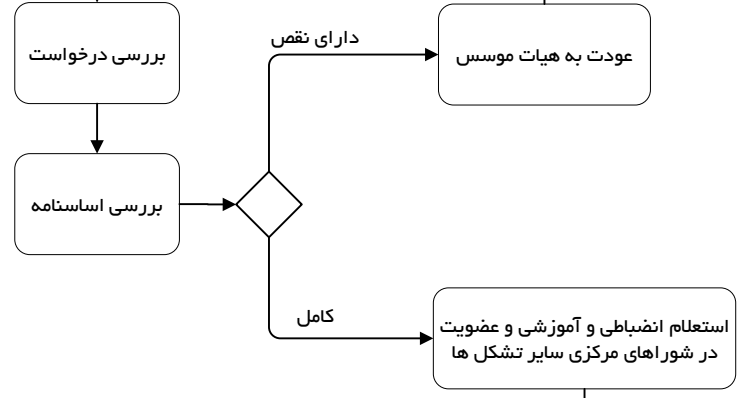 بررسی درخواست
دارای نقص
عودت به هیات موسس
بررسی اساسنامه
کامل
استعلام انضباطی و آموزشی و عضویت
در شوراهای مرکزی سایر تشکل ها